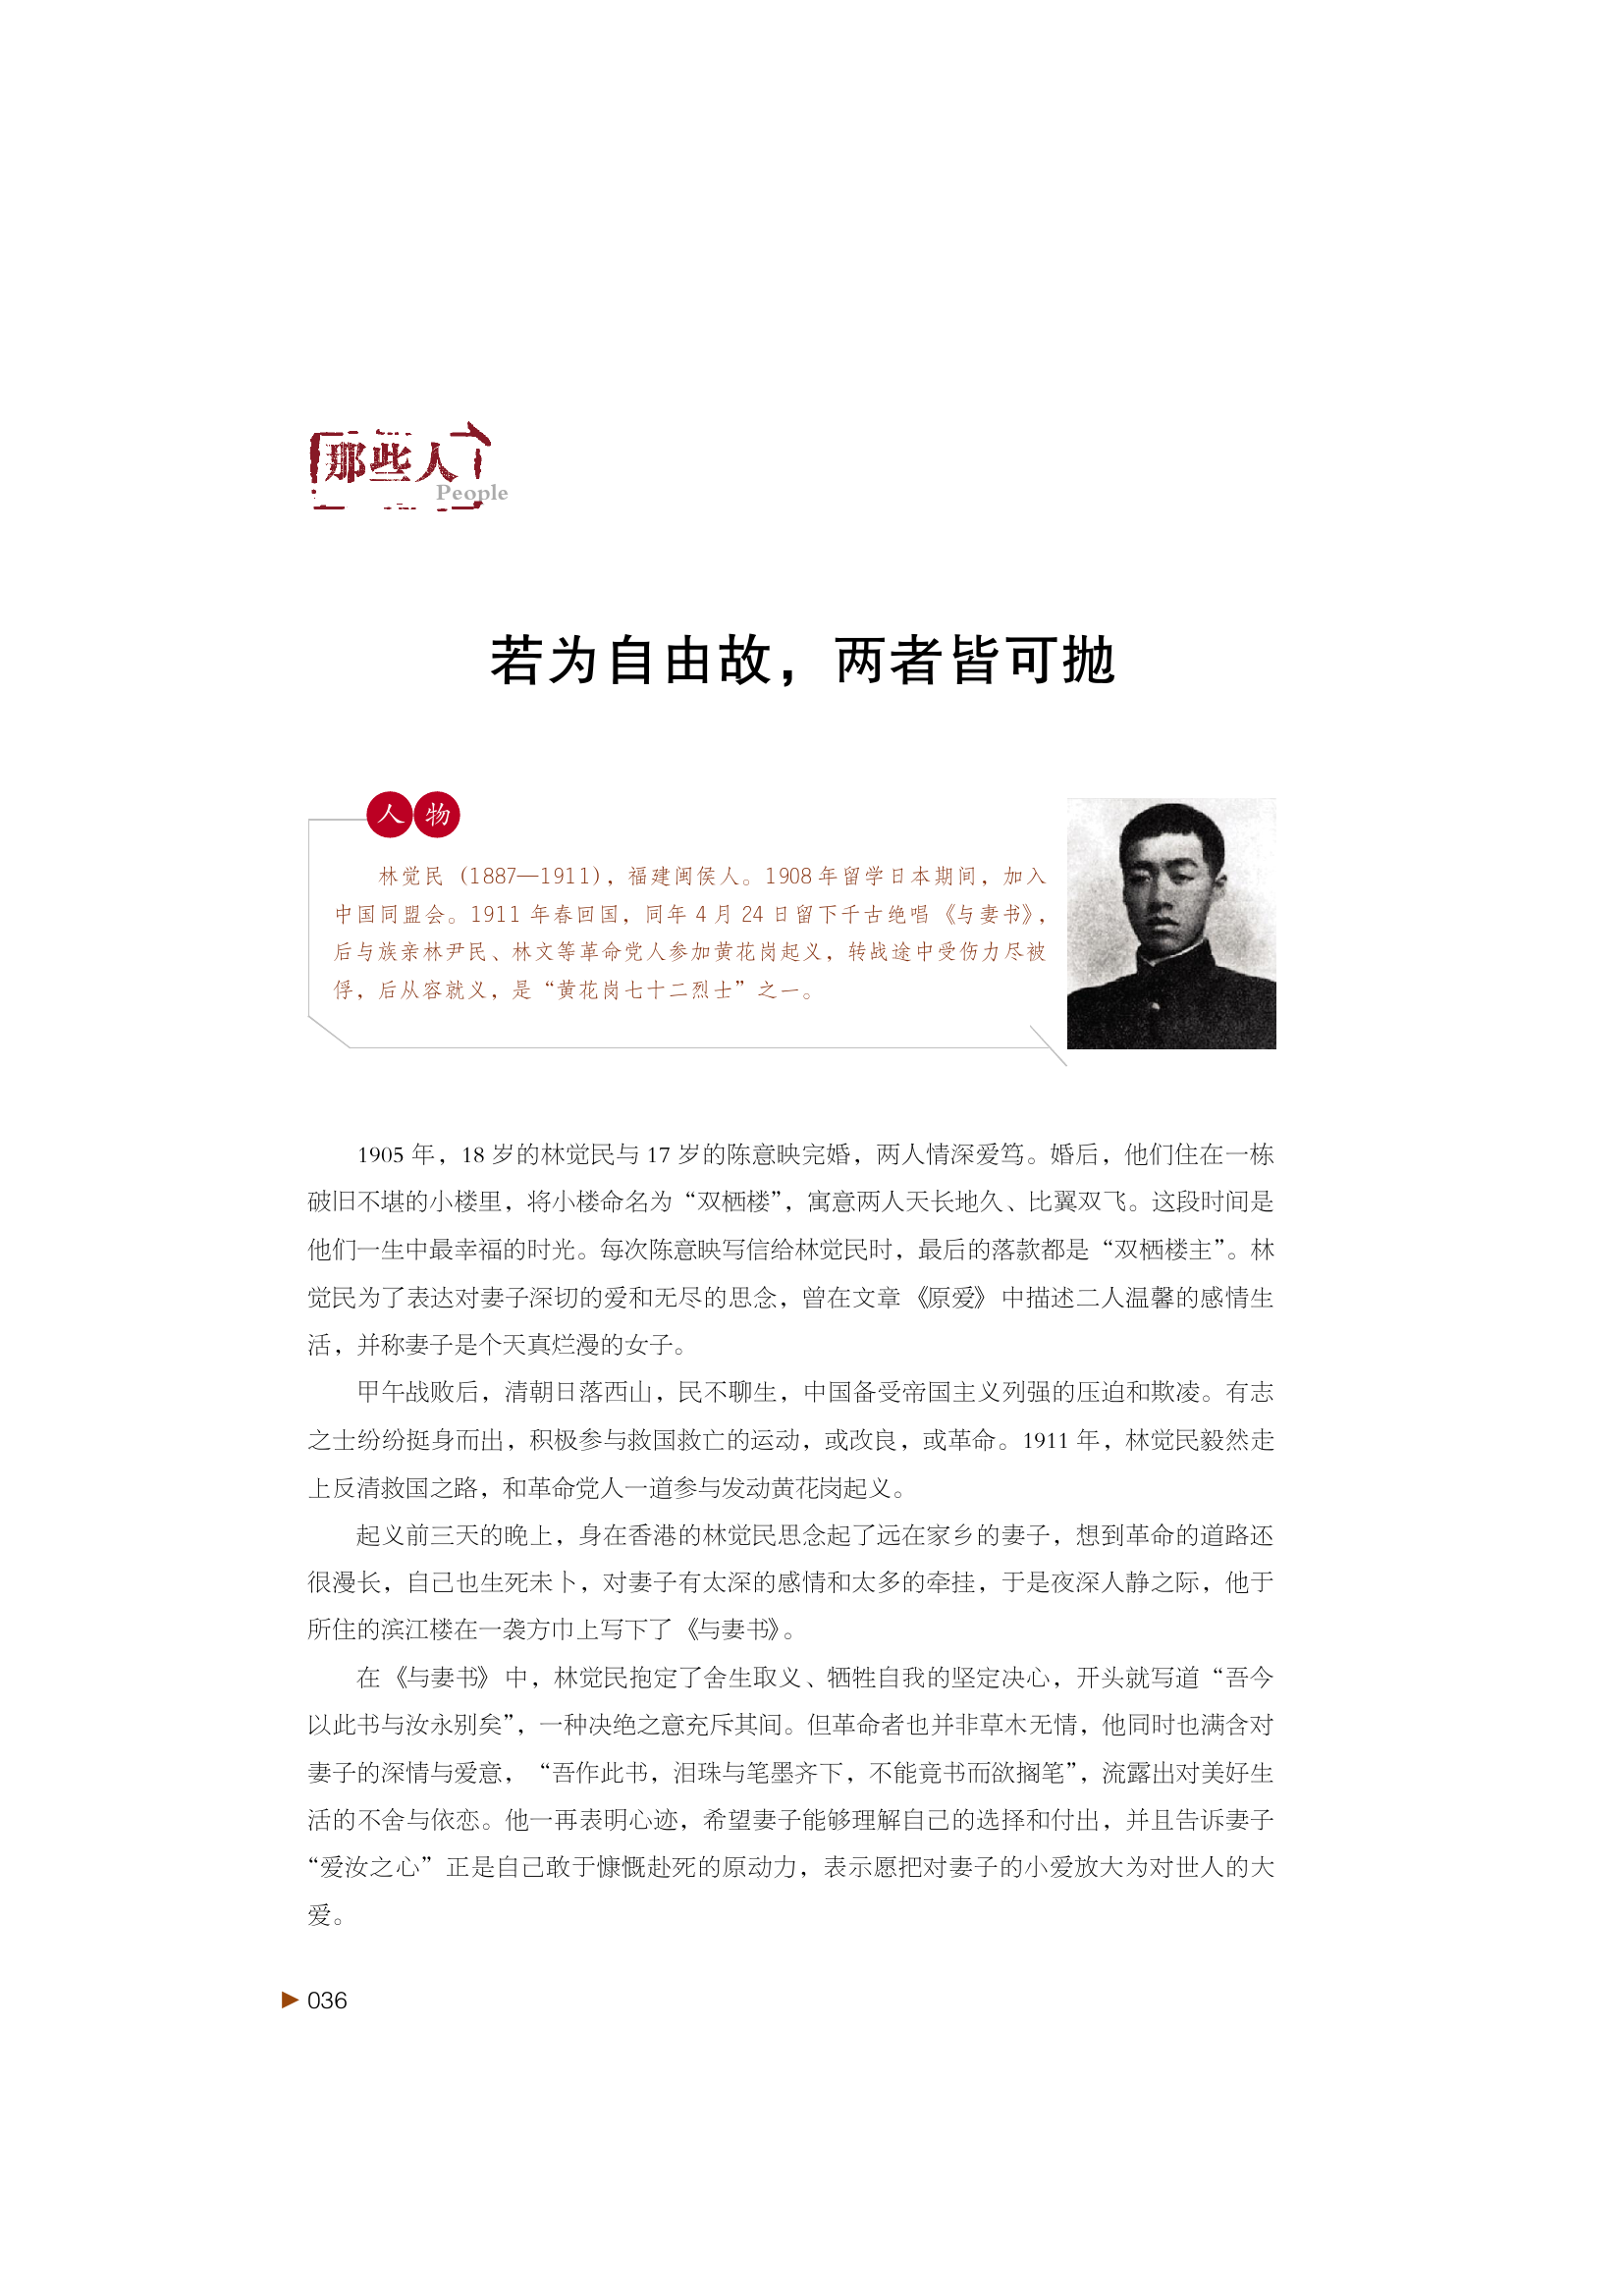 那些人
People
若为自由故，两者皆可抛
人物
林觉民（1887—1911），福建闽侯人。1908 年留学日本期间，加入
中国同盟会。1911 年春回国，同年 4 月 24 日留下千古绝唱《与妻书》，
后与族亲林尹民、林文等革命党人参加黄花岗起义，转战途中受伤力尽被
俘，后从容就义，是“黄花岗七十二烈士”之一。
1905 年，18 岁的林觉民与 17 岁的陈意映完婚，两人情深爱笃。婚后，他们住在一栋
破旧不堪的小楼里，将小楼命名为“双栖楼”，寓意两人天长地久、比翼双飞。这段时间是
他们一生中最幸福的时光。每次陈意映写信给林觉民时，最后的落款都是“双栖楼主”。林
觉民为了表达对妻子深切的爱和无尽的思念，曾在文章《原爱》中描述二人温馨的感情生
活，并称妻子是个天真烂漫的女子。
甲午战败后，清朝日落西山，民不聊生，中国备受帝国主义列强的压迫和欺凌。有志
之士纷纷挺身而出，积极参与救国救亡的运动，或改良，或革命。1911 年，林觉民毅然走
上反清救国之路，和革命党人一道参与发动黄花岗起义。
起义前三天的晚上，身在香港的林觉民思念起了远在家乡的妻子，想到革命的道路还
很漫长，自己也生死未卜，对妻子有太深的感情和太多的牵挂，于是夜深人静之际，他于
所住的滨江楼在一袭方巾上写下了《与妻书》。
在《与妻书》中，林觉民抱定了舍生取义、牺牲自我的坚定决心，开头就写道“吾今
以此书与汝永别矣”，一种决绝之意充斥其间。但革命者也并非草木无情，他同时也满含对
妻子的深情与爱意，“吾作此书，泪珠与笔墨齐下，不能竟书而欲搁笔”，流露出对美好生
活的不舍与依恋。他一再表明心迹，希望妻子能够理解自己的选择和付出，并且告诉妻子
“爱汝之心”正是自己敢于慷慨赴死的原动力，表示愿把对妻子的小爱放大为对世人的大
爱。
036